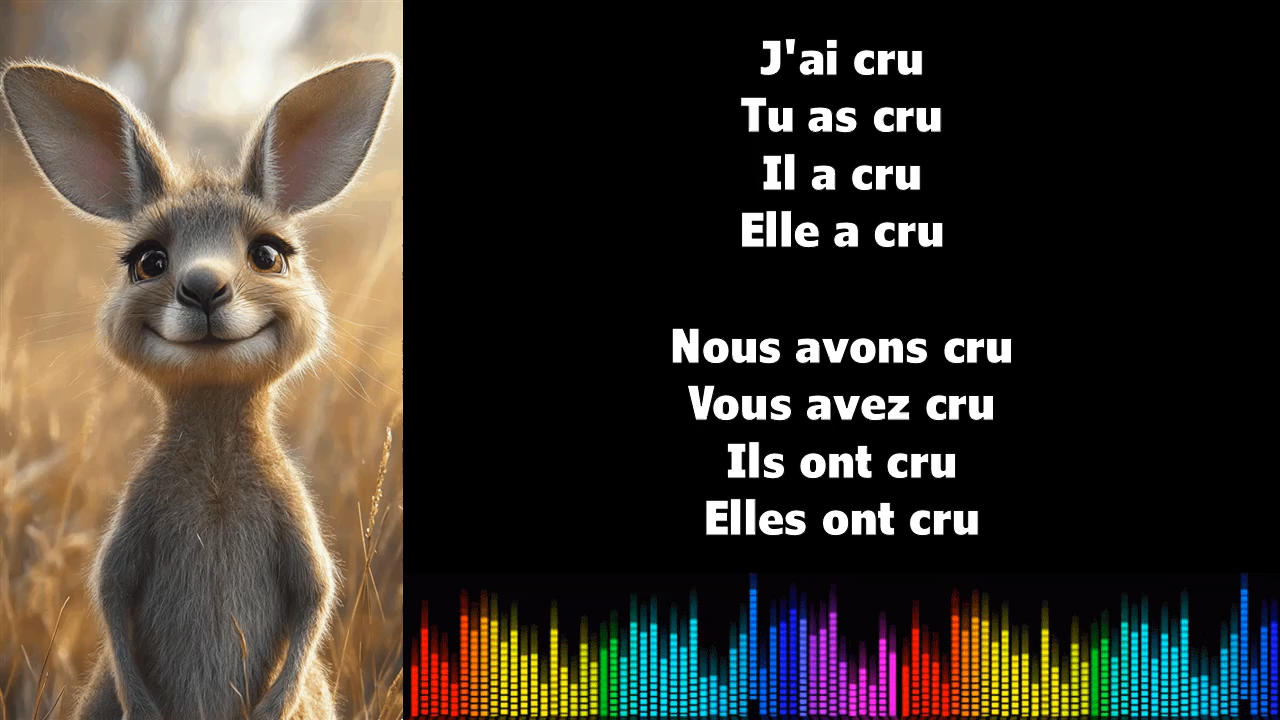 J'ai cru
Tu as cru
Il a cru
Elle a cru
Nous avons cru
Vous avez cru
Ils ont cru
Elles ont cru